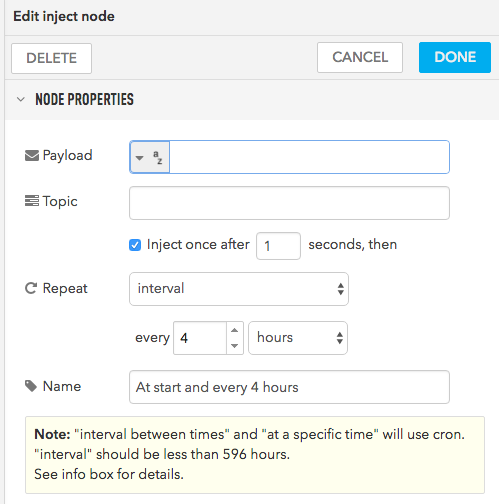 Edit inject node
DELETE CANCEL DONE
NODE PROPERTIES
Payload a z
Topic
Inject once after 1 seconds, then
Repeat interval
every 4 hours
Name At start and every 4 hours
Note: "interval between times" and "at a specific time" will use cron.
"interval" should be less than 596 hours.
See info box for details.